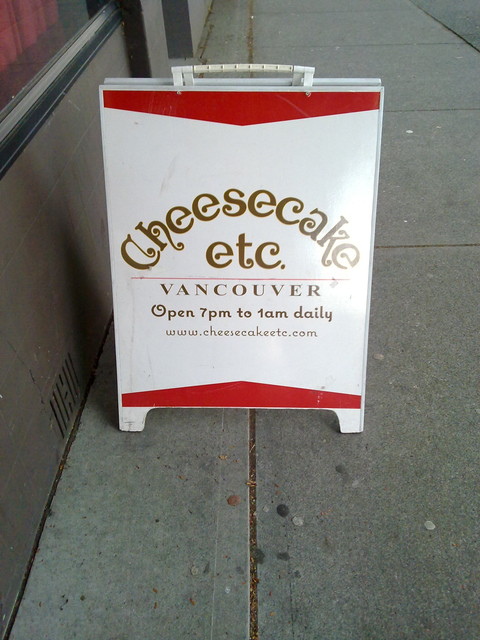 Cheesecake
etc.
VANCOUVER
Open 7pm to 1am daily
www.cheesecakeetc.com